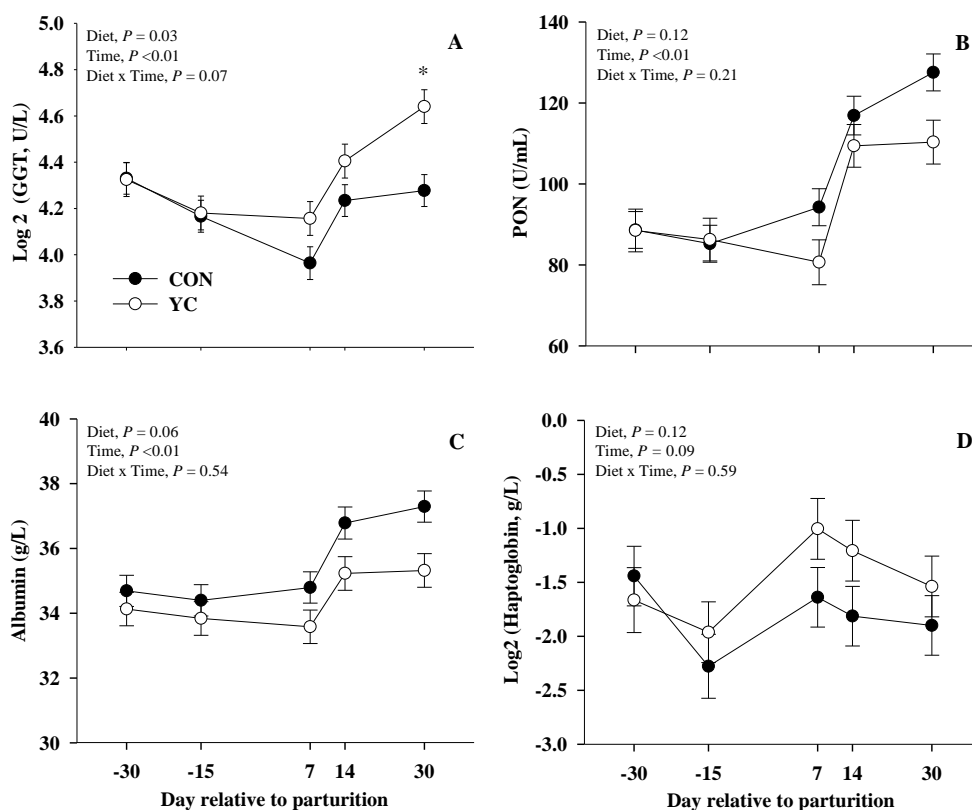 5.0
4.8
4.6
4.4
4.2
4.0
3.8
3.6
Log 2 (GGT, U/L)
Diet, P = 0.03
Time, P <0.01
Diet x Time, P = 0.07
A
*
CON
YC
140
120
100
80
60
PON (U/mL)
Diet, P = 0.12
Time, P <0.01
Diet x Time, P = 0.21
B
40
38
36
34
32
30
Albumin (g/L)
Diet, P = 0.06
Time, P <0.01
Diet x Time, P = 0.54
C
-30 -15 7 14 30
Day relative to parturition
0.0
-0.5
-1.0
-1.5
-2.0
-2.5
-3.0
Log2 (Haptoglobin, g/L)
Diet, P = 0.12
Time, P = 0.09
Diet x Time, P = 0.59
D
-30 -15 7 14 30
Day relative to parturition